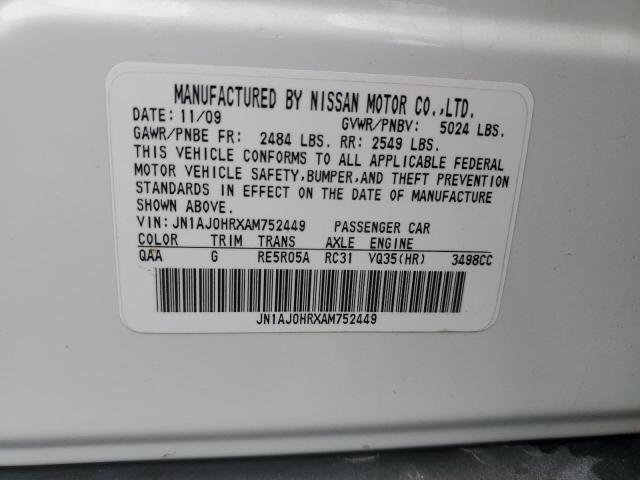 MANUFACTURED BY NISSAN MOTOR CO.,LTD.
DATE: 11/09 GVWR/PNBV: 5024 LBS.
GAWR/PNBE FR: 2484 LBS. RR: 2549 LBS.
THIS VEHICLE CONFORMS TO ALL APPLICABLE FEDERAL
MOTOR VEHICLE SAFETY,BUMPER,AND THEFT PREVENTION
STANDARDS IN EFFECT ON THE DATE OF MANUFACTURE
SHOWN ABOVE.
VIN:JN1AJ0HRXAM752449 PASSENGER CAR
COLOR TRIM TRANS AXLE ENGINE
QAA G RE5R05A RC31 VQ35(HR) 3498CC
JN1AJ0HRXAM752449